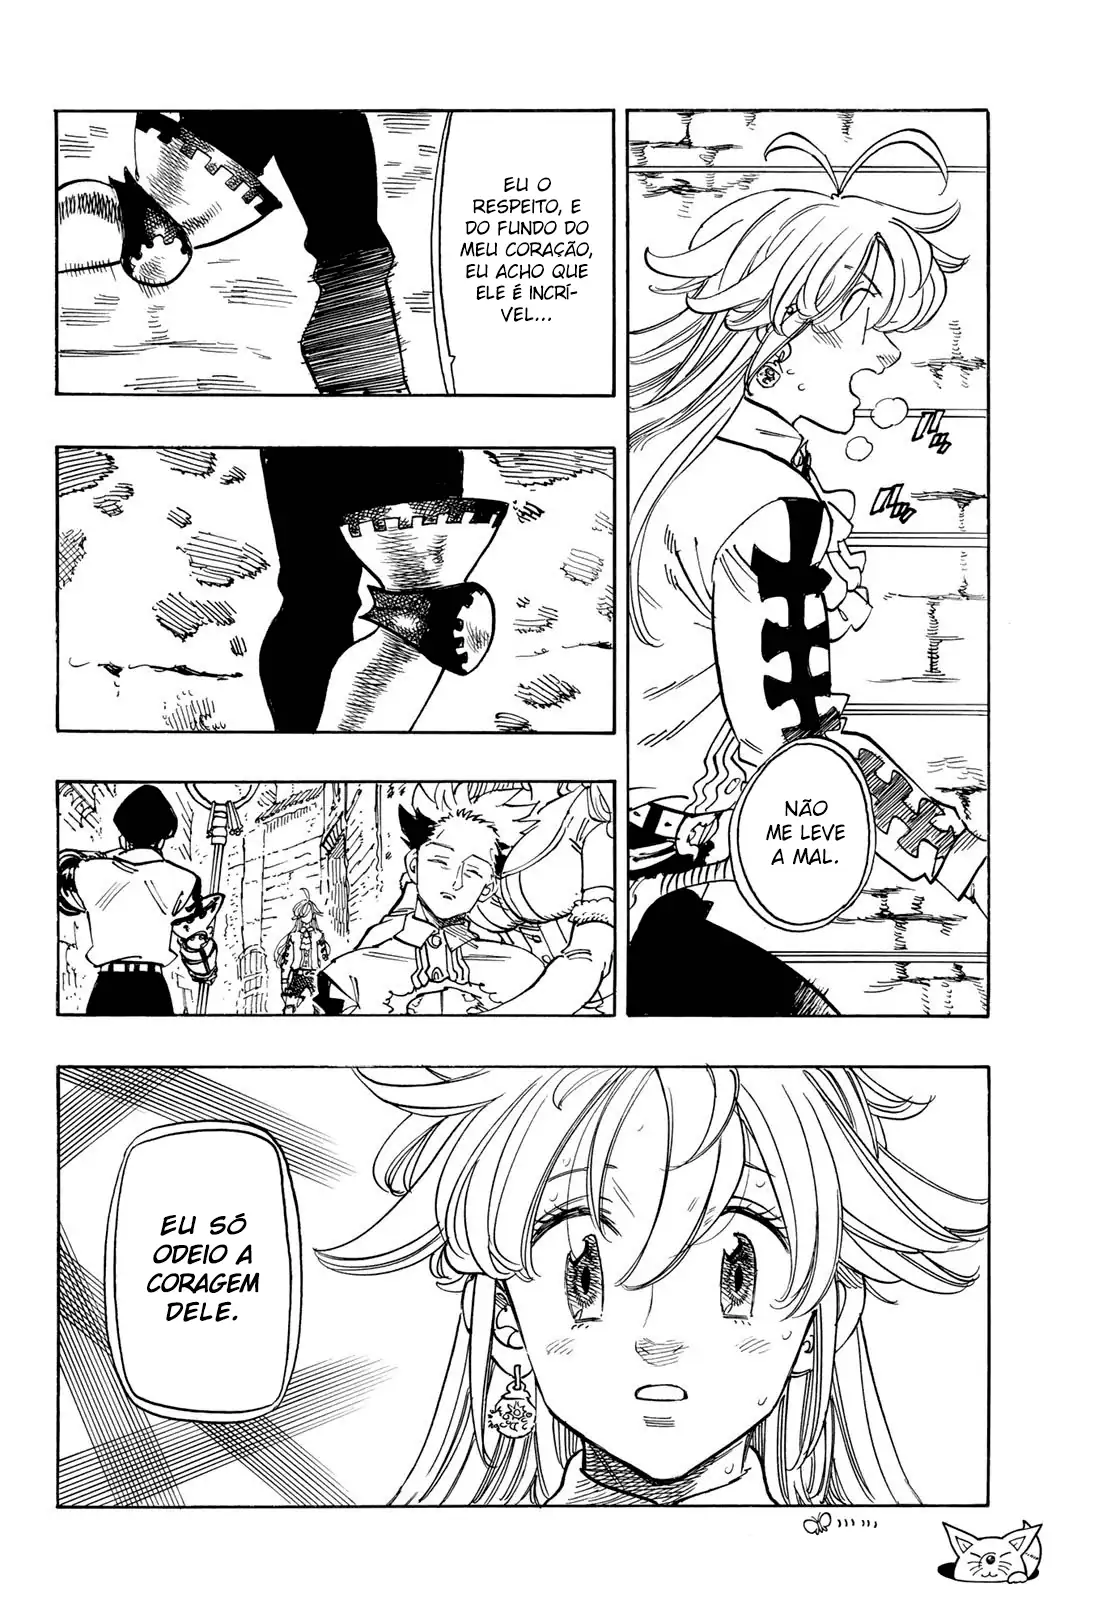 NÃO
ME LEVE
A MAL.
EU O
RESPEITO, E
DO FUNDO DO
MEU CORAÇÃO,
EU ACHO QUE
ELE É INCRÍ-
VEL...
EU SÓ
ODEIO A
CORAGEM
DELE.